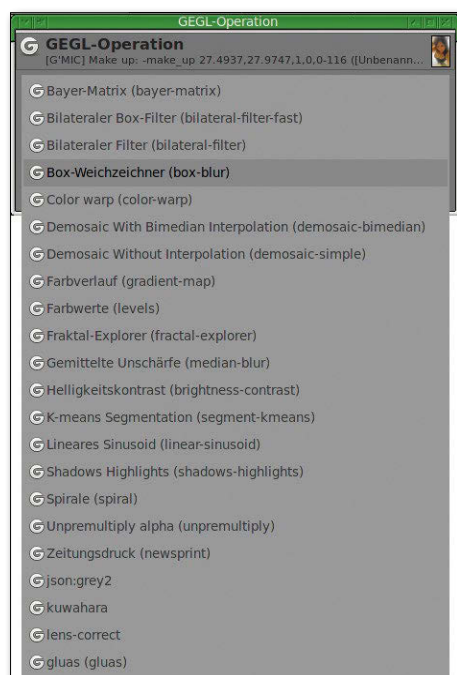 GEGL-Operation
GEGL-Operation
[G'MIC] Make up: -make_up 27.4937,27.9747,1,0,0-116 ([Unbenann...
Bayer-Matrix (bayer-matrix)
Bilateraler Box-Filter (bilateral-filter-fast)
Bilateraler Filter (bilateral-filter)
Box-Weichzeichner (box-blur)
Color warp (color-warp)
Demosaic With Bimedian Interpolation (demosaic-bimedian)
Demosaic Without Interpolation (demosaic-simple)
Farbverlauf (gradient-map)
Farbwerte (levels)
Fraktal-Explorer (fractal-explorer)
Gemittelte Unschärfe (median-blur)
Helligkeitskontrast (brightness-contrast)
K-means Segmentation (segment-kmeans)
Lineares Sinusoid (linear-sinusoid)
Shadows Highlights (shadows-highlights)
Spirale (spiral)
Unpremultiply alpha (unpremultiply)
Zeitungsdruck (newsprint)
json:grey2
kuwahara
lens-correct
gluas (gluas)